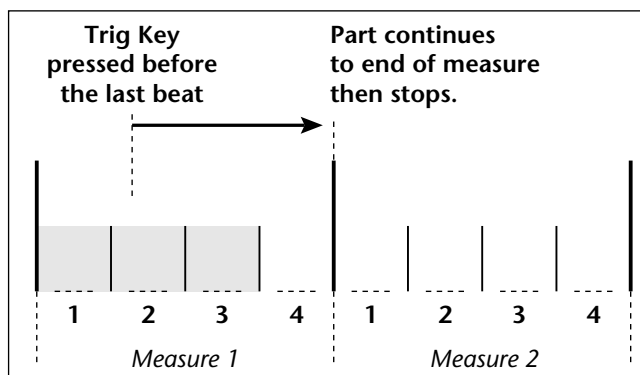 Trig Key
pressed before
the last beat
Part continues
to end of measure
then stops.
1 2 3 4 1 2 3 4
Measure 1 Measure 2